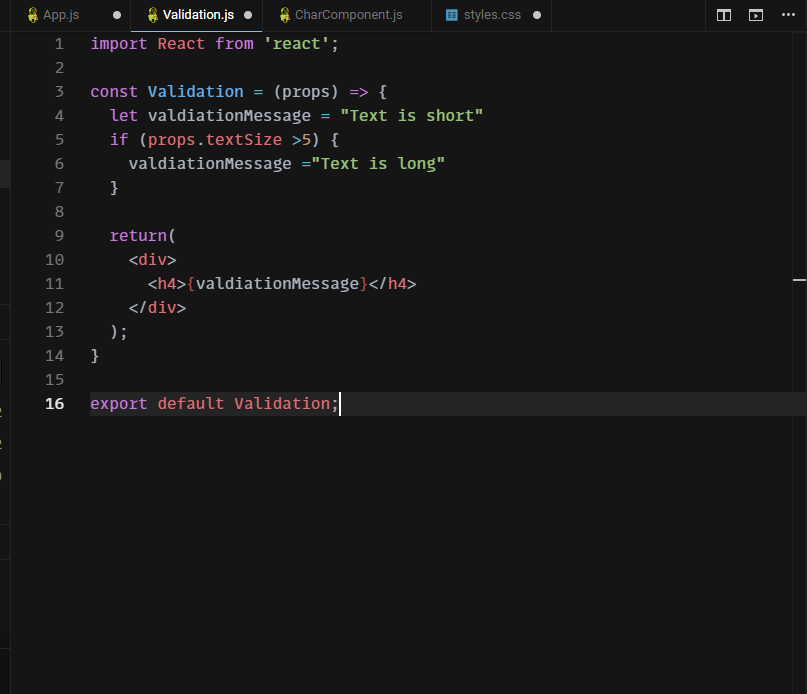 App.js Validation.js CharComponent.js styles.css
1 import React from 'react';
2
3 const Validation = (props) => {
4 let valdiationMessage = "Text is short"
5 if (props.textSize >5) {
6 valdiationMessage ="Text is long"
7 }
8
9 return(
10 <div>
11 <h4>{valdiationMessage}</h4>
12 </div>
13 );
14 }
15
16 export default Validation;